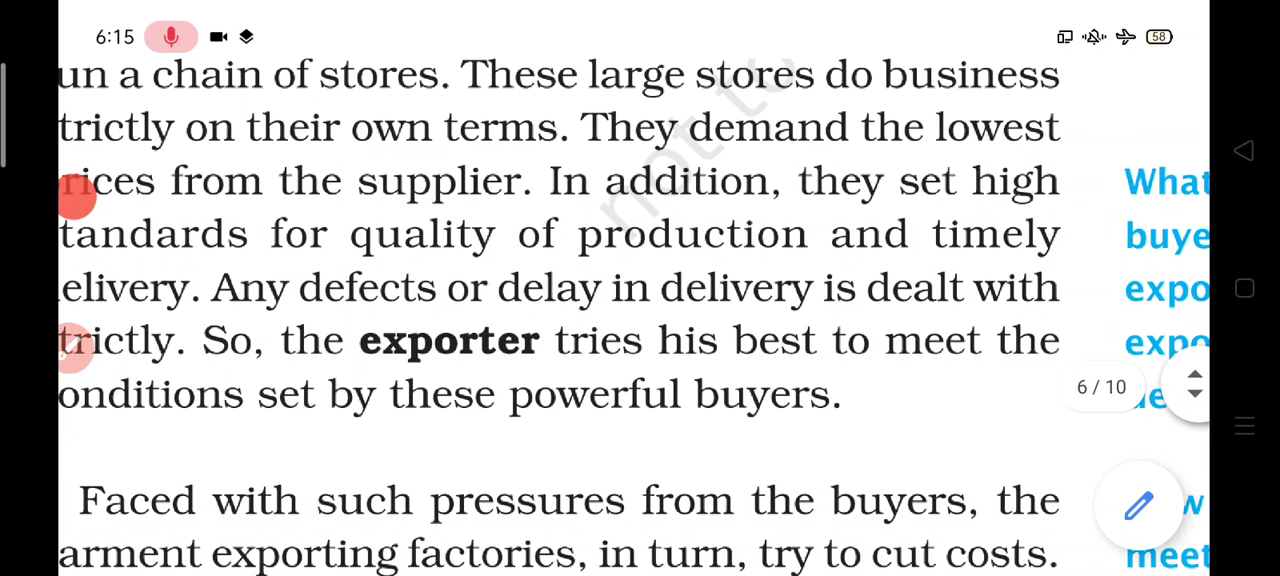 6:15
58
un a chain of stores. These large stores do business
trictly on their own terms. They demand the lowest
rices from the supplier. In addition, they set high
tandards for quality of production and timely
elivery. Any defects or delay in delivery is dealt with
trictly. So, the exporter tries his best to meet the
onditions set by these powerful buyers.
Faced with such pressures from the buyers, the
arment exporting factories, in turn, try to cut costs.
not to
What
buye
expo
expo
6 / 10
w
meet